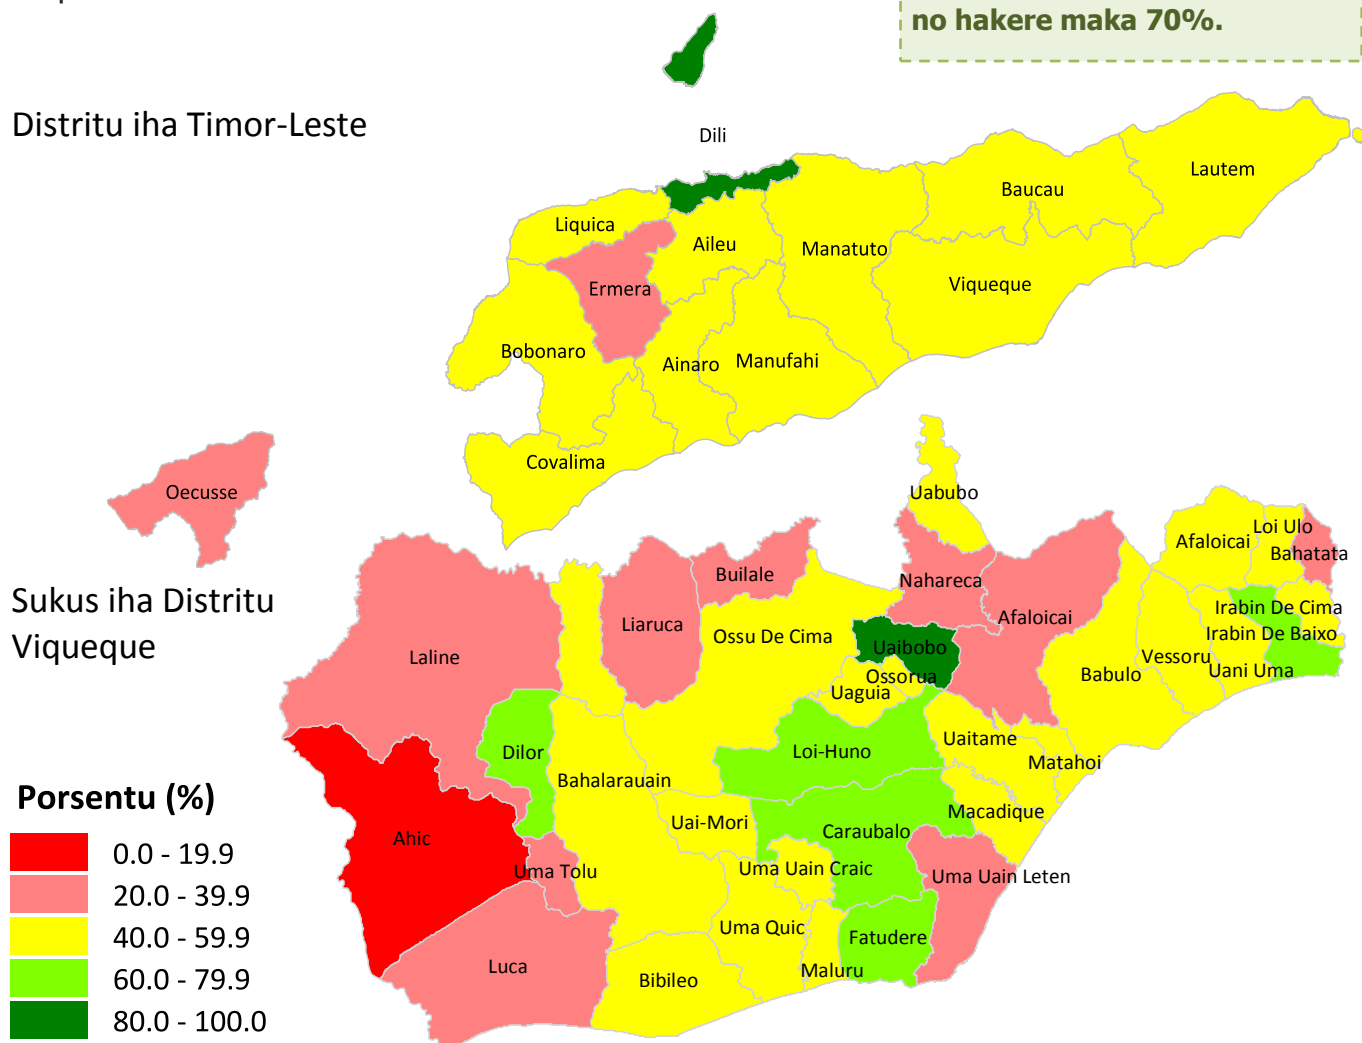 no hakere maka 70%.
Distritu iha Timor-Leste
Dili
Lautem
Baucau
Liquica
Aileu
Manatuto
Viqueque
Ermera
Bobonaro
Ainaro
Manufahi
Covalima
Oecusse
Sukus iha Distritu
Viqueque
Uabubo
Loi Ulo
Afaloicai
Bahatata
Builale
Nahareca
Irabin De Cima
Afaloicai
Liaruca
Ossu De Cima
Irabin De Baixo
Uaibobo
Laline
Vessoru
Uani Uma
Ossorua
Babulo
Uaguia
Uaitame
Dilor
Loi-Huno
Matahoi
Bahalarauain
Macadique
Uai-Mori
Caraubalo
Ahic
Uma Tolu
Uma Uain Craic
Uma Uain Leten
Uma Quic
Fatudere
Luca
Maluru
Bibileo
Porsentu (%)
0.0 - 19.9
20.0 - 39.9
40.0 - 59.9
60.0 - 79.9
80.0 - 100.0